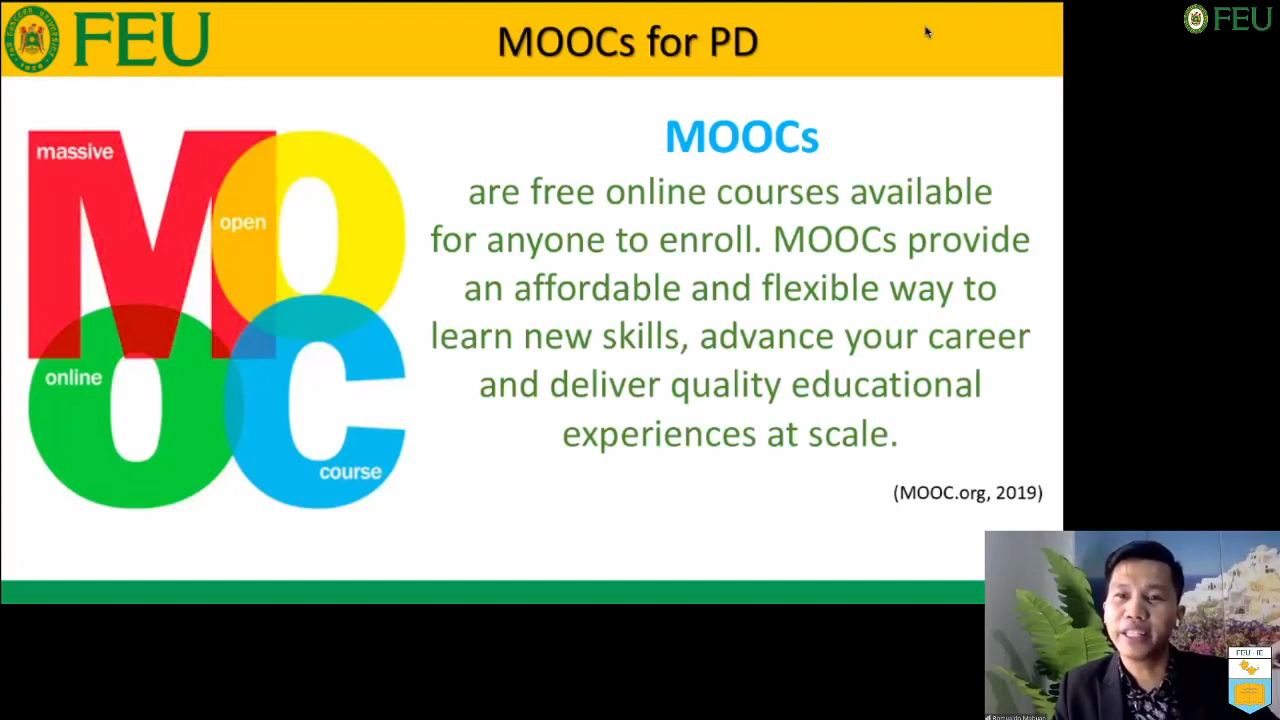 FEU
MOOCs for PD
FEU
massive
open
online
course
MOOCs
are free online courses available
for anyone to enroll. MOOCs provide
an affordable and flexible way to
learn new skills, advance your career
and deliver quality educational
experiences at scale.
(MOOC.org, 2019)
FEU - IE